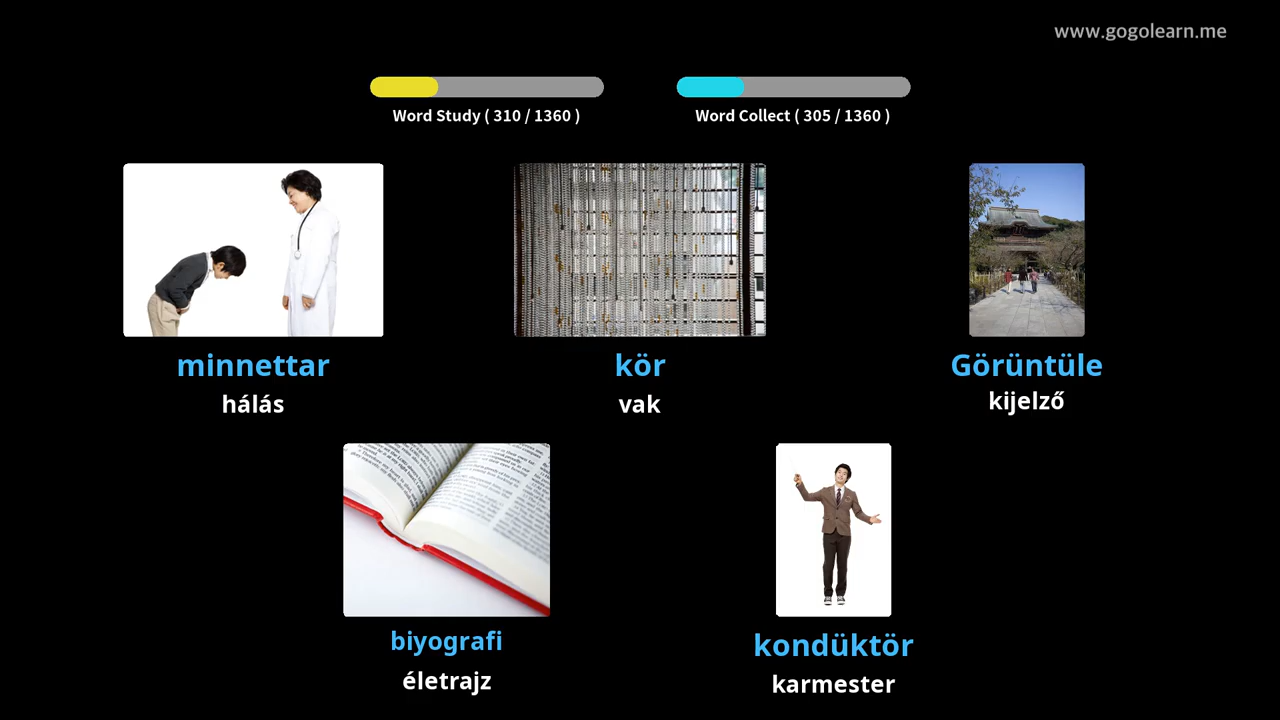 www.gogolearn.me
Word Study ( 310 / 1360 )
Word Collect ( 305 / 1360 )
minnettar
hálás
kör
vak
Görüntüle
kijelző
biyografi
életrajz
kondüktör
karmester